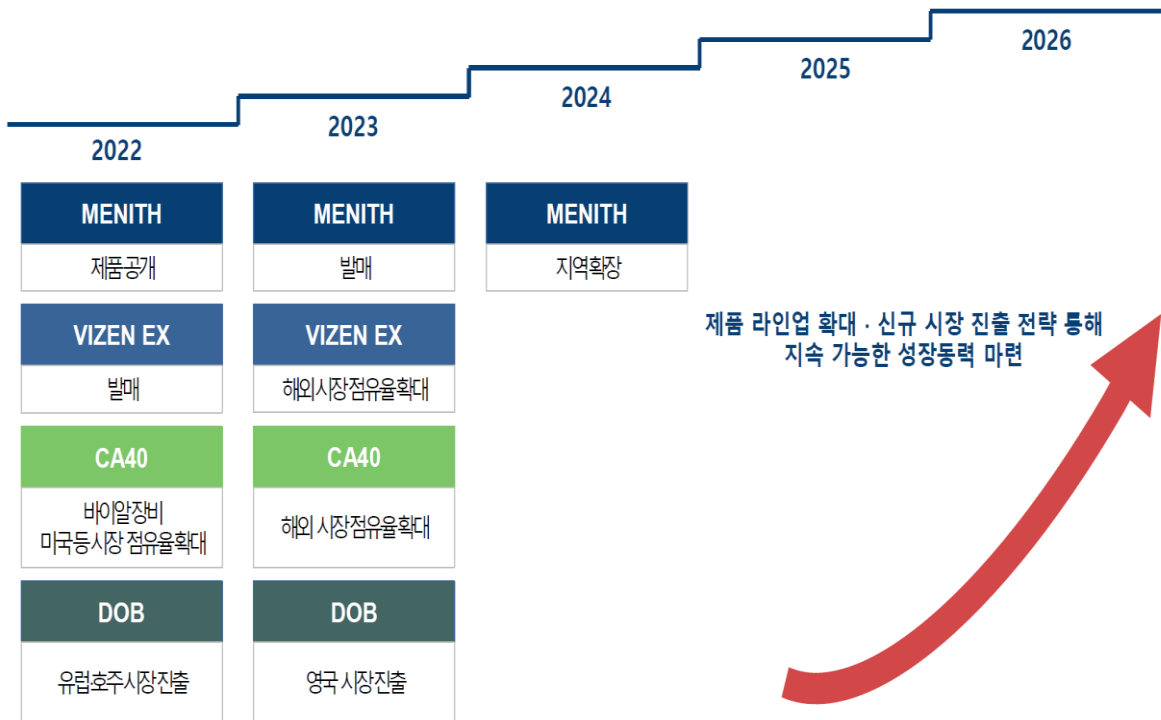 2022
2023
2024
2025
2026
MENITH
제품공개
VIZEN EX
발매
CA40
바이알장비
미국등시장 점유율확대
DOB
유럽호주시장진출
MENITH
발매
VIZEN EX
해외시장점유율확대
CA40
해외 시장점유율확대
DOB
영국 시장진출
MENITH
지역확장
제품 라인업 확대 · 신규 시장 진출 전략 통해
지속 가능한 성장동력 마련